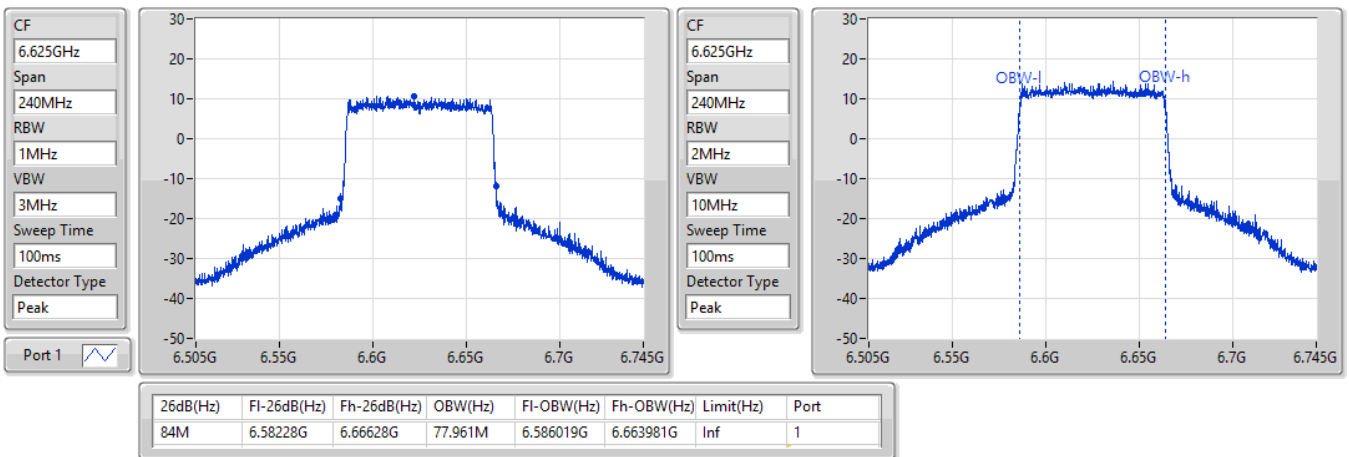 CF
6.625GHz
Span
240MHz
RBW
1MHz
VBW
3MHz
Sweep Time
100ms
Detector Type
Peak
Port 1
30
20
10
0
-10
-20
-30
-40
-50
6.505G 6.55G 6.6G 6.65G 6.7G 6.745G
CF
6.625GHz
Span
240MHz
RBW
2MHz
VBW
10MHz
Sweep Time
100ms
Detector Type
Peak
30
20
10
0
-10
-20
-30
-40
-50
OBW-l OBW-h
6.505G 6.55G 6.6G 6.65G 6.7G 6.745G
26dB(Hz) Fl-26dB(Hz) Fh-26dB(Hz) OBW(Hz) Fl-OBW(Hz) Fh-OBW(Hz) Limit(Hz) Port
84M 6.58228G 6.66628G 77.961M 6.586019G 6.663981G Inf 1